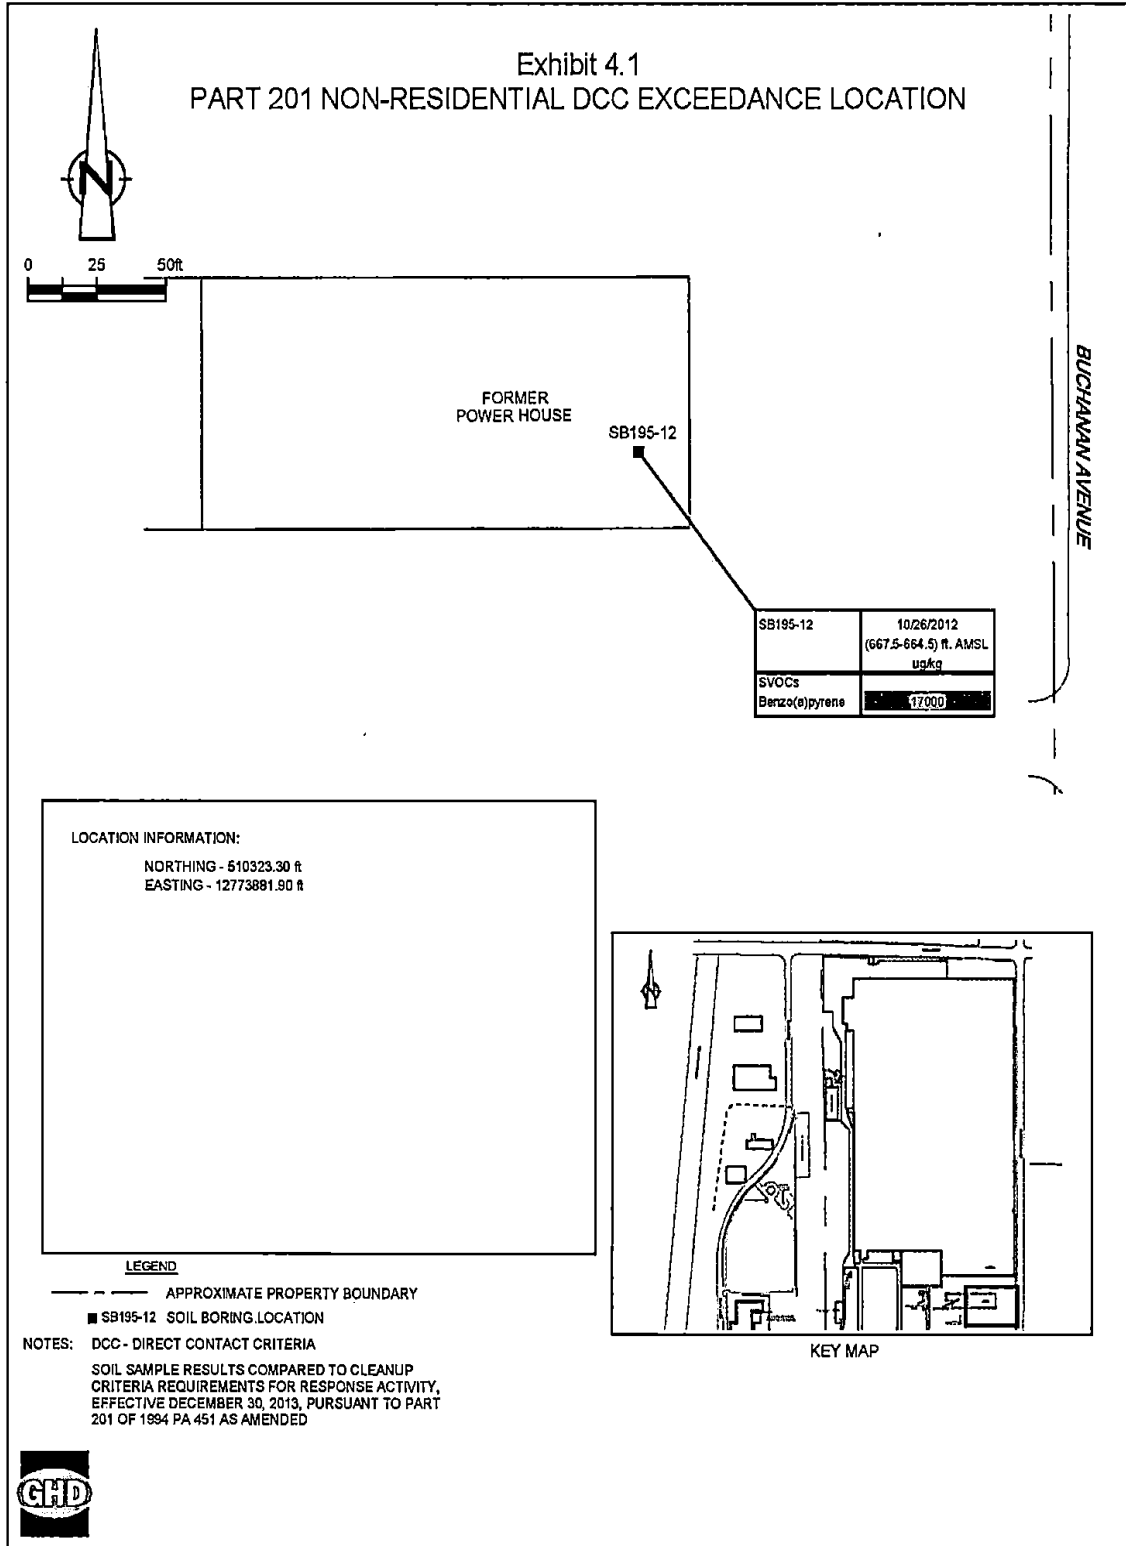 Exhibit 4.1
PART 201 NON-RESIDENTIAL DCC EXCEEDANCE LOCATION
N
0 25 50ft
FORMER
POWER HOUSE
SB195-12
BUCHANAN AVENUE
SB195-12
10/26/2012
(667.5-664.5) ft. AMSL
ug/kg
SVOCs
Benzo(a)pyrene
17000
LOCATION INFORMATION:
NORTHING - 510323.30 ft
EASTING - 12773881.90 ft
KEY MAP
LEGEND
APPROXIMATE PROPERTY BOUNDARY
SB195-12 SOIL BORING LOCATION
NOTES: DCC - DIRECT CONTACT CRITERIA
SOIL SAMPLE RESULTS COMPARED TO CLEANUP
CRITERIA REQUIREMENTS FOR RESPONSE ACTIVITY,
EFFECTIVE DECEMBER 30, 2013, PURSUANT TO PART
201 OF 1994 PA 451 AS AMENDED
GHD